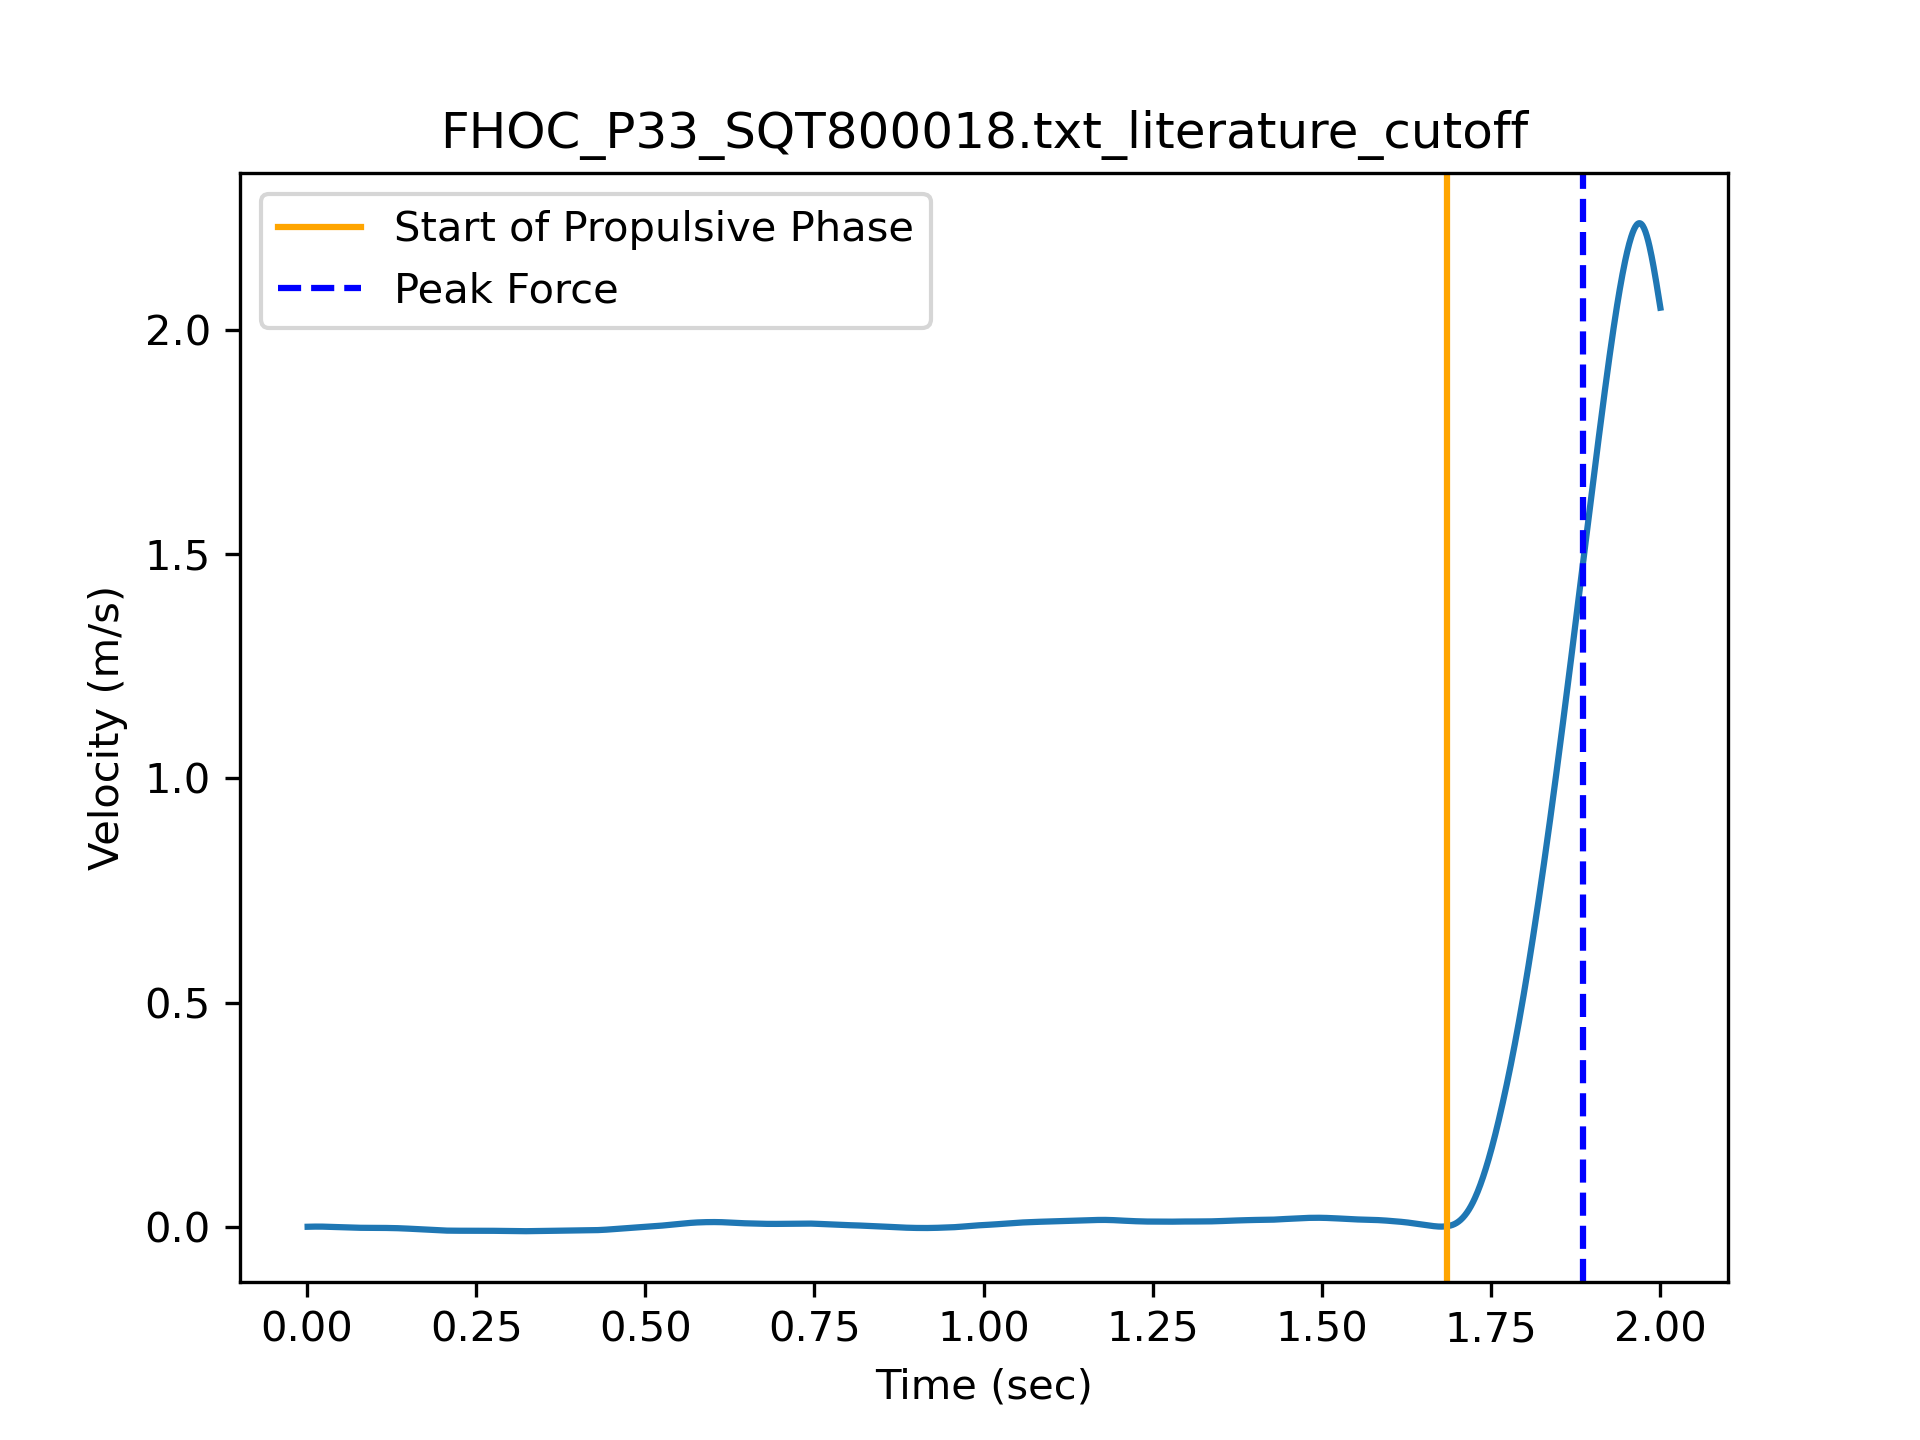 FHOC_P33_SQT800018.txt_literature_cutoff
Start of Propulsive Phase
Peak Force
2.0
1.5
1.0
0.5
0.0
Velocity (m/s)
0.00 0.25 0.50 0.75 1.00 1.25 1.50 1.75 2.00
Time (sec)